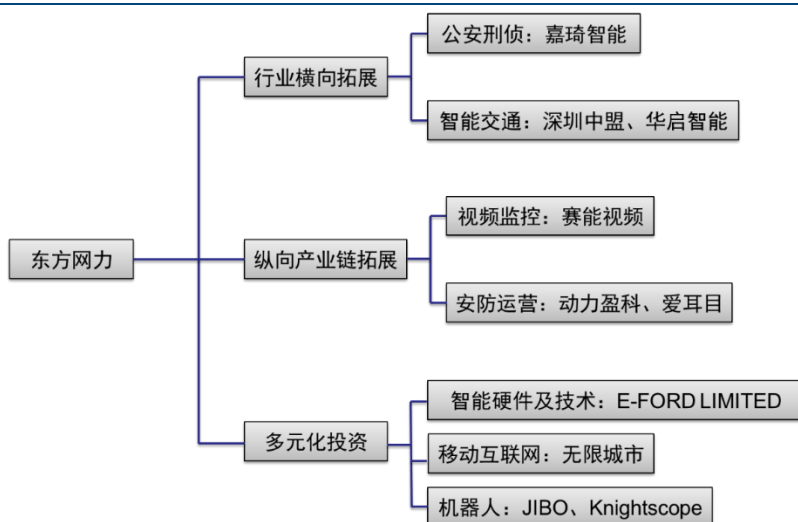 东方网力
行业横向拓展
公安刑侦：嘉琦智能
智能交通：深圳中盟、华启智能
纵向产业链拓展
视频监控：赛能视频
安防运营：动力盈科、爱耳目
多元化投资
智能硬件及技术：E-FORD LIMITED
移动互联网：无限城市
机器人：JIBO、Knightscope